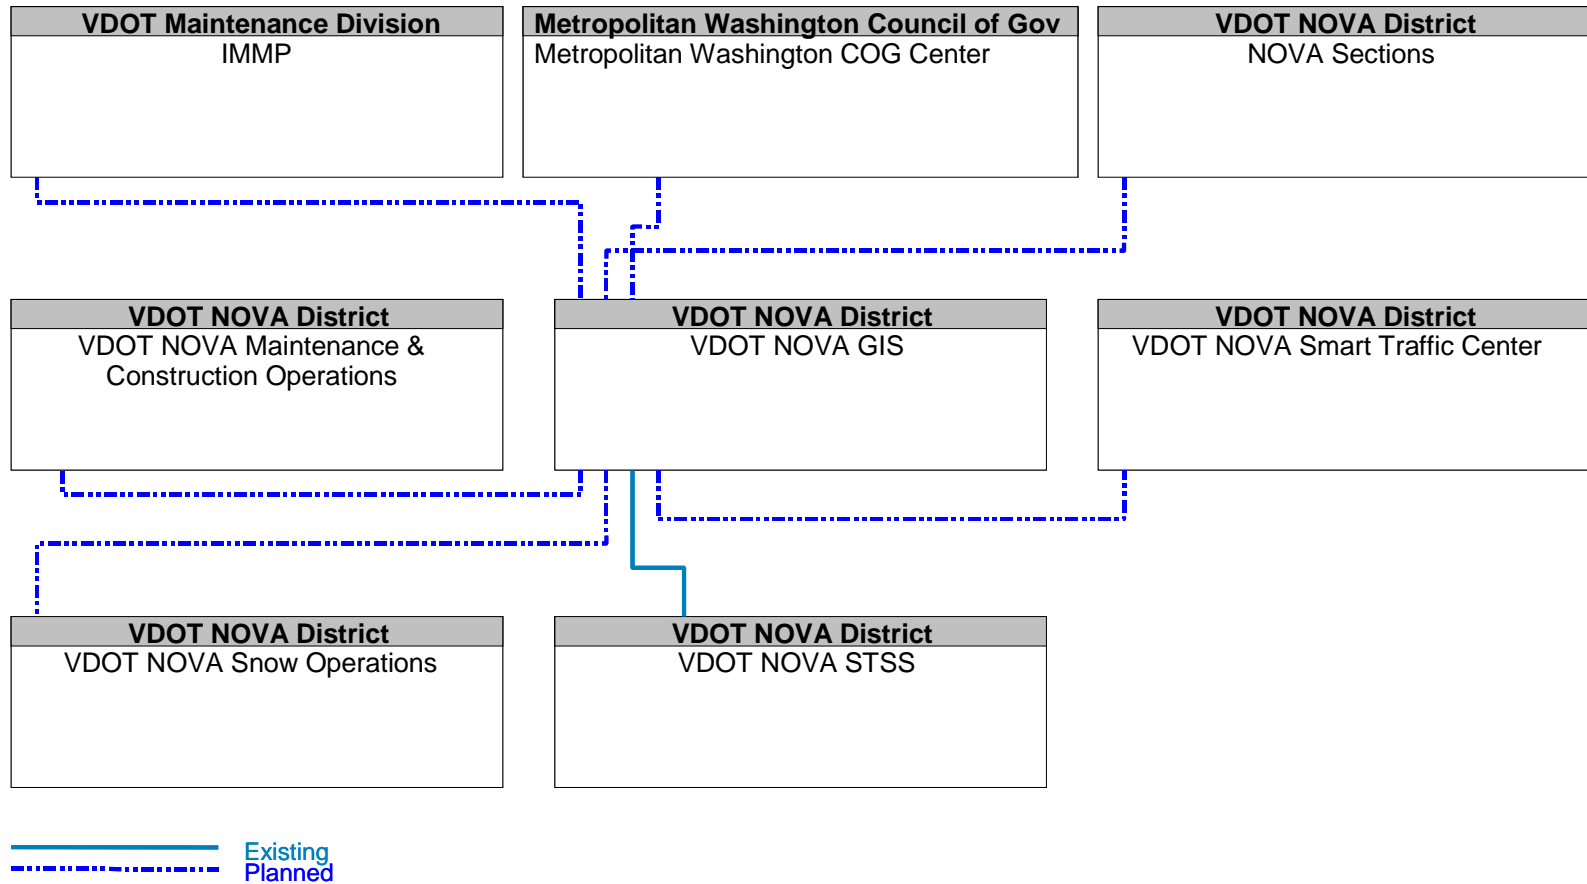 VDOT Maintenance Division
IMMP
Metropolitan Washington Council of Gov
Metropolitan Washington COG Center
VDOT NOVA District
NOVA Sections
VDOT NOVA District
VDOT NOVA Maintenance &
Construction Operations
VDOT NOVA District
VDOT NOVA GIS
VDOT NOVA District
VDOT NOVA Smart Traffic Center
VDOT NOVA District
VDOT NOVA Snow Operations
VDOT NOVA District
VDOT NOVA STSS
Existing
Planned